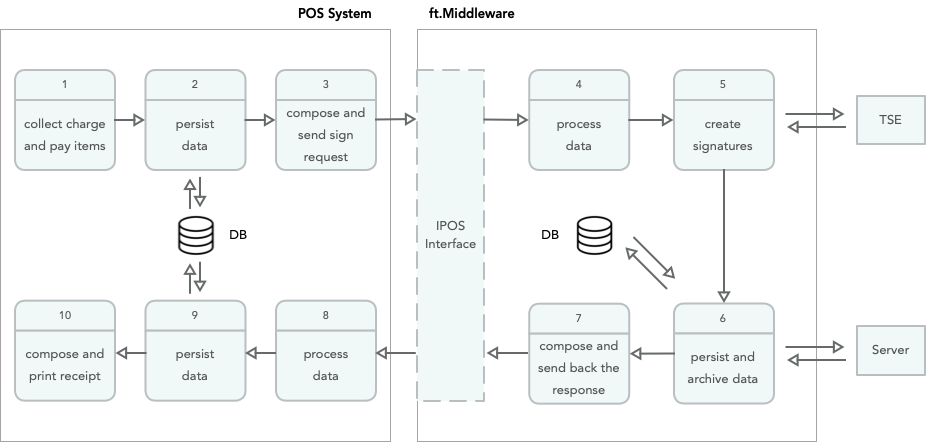 POS System
ft.Middleware
1
collect charge
and pay items
2
persist
data
3
compose and
send sign
request
4
process
data
5
create
signatures
TSE
DB
IPOS
Interface
DB
10
compose and
print receipt
9
persist
data
8
process
data
7
compose and
send back the
response
6
persist and
archive data
Server